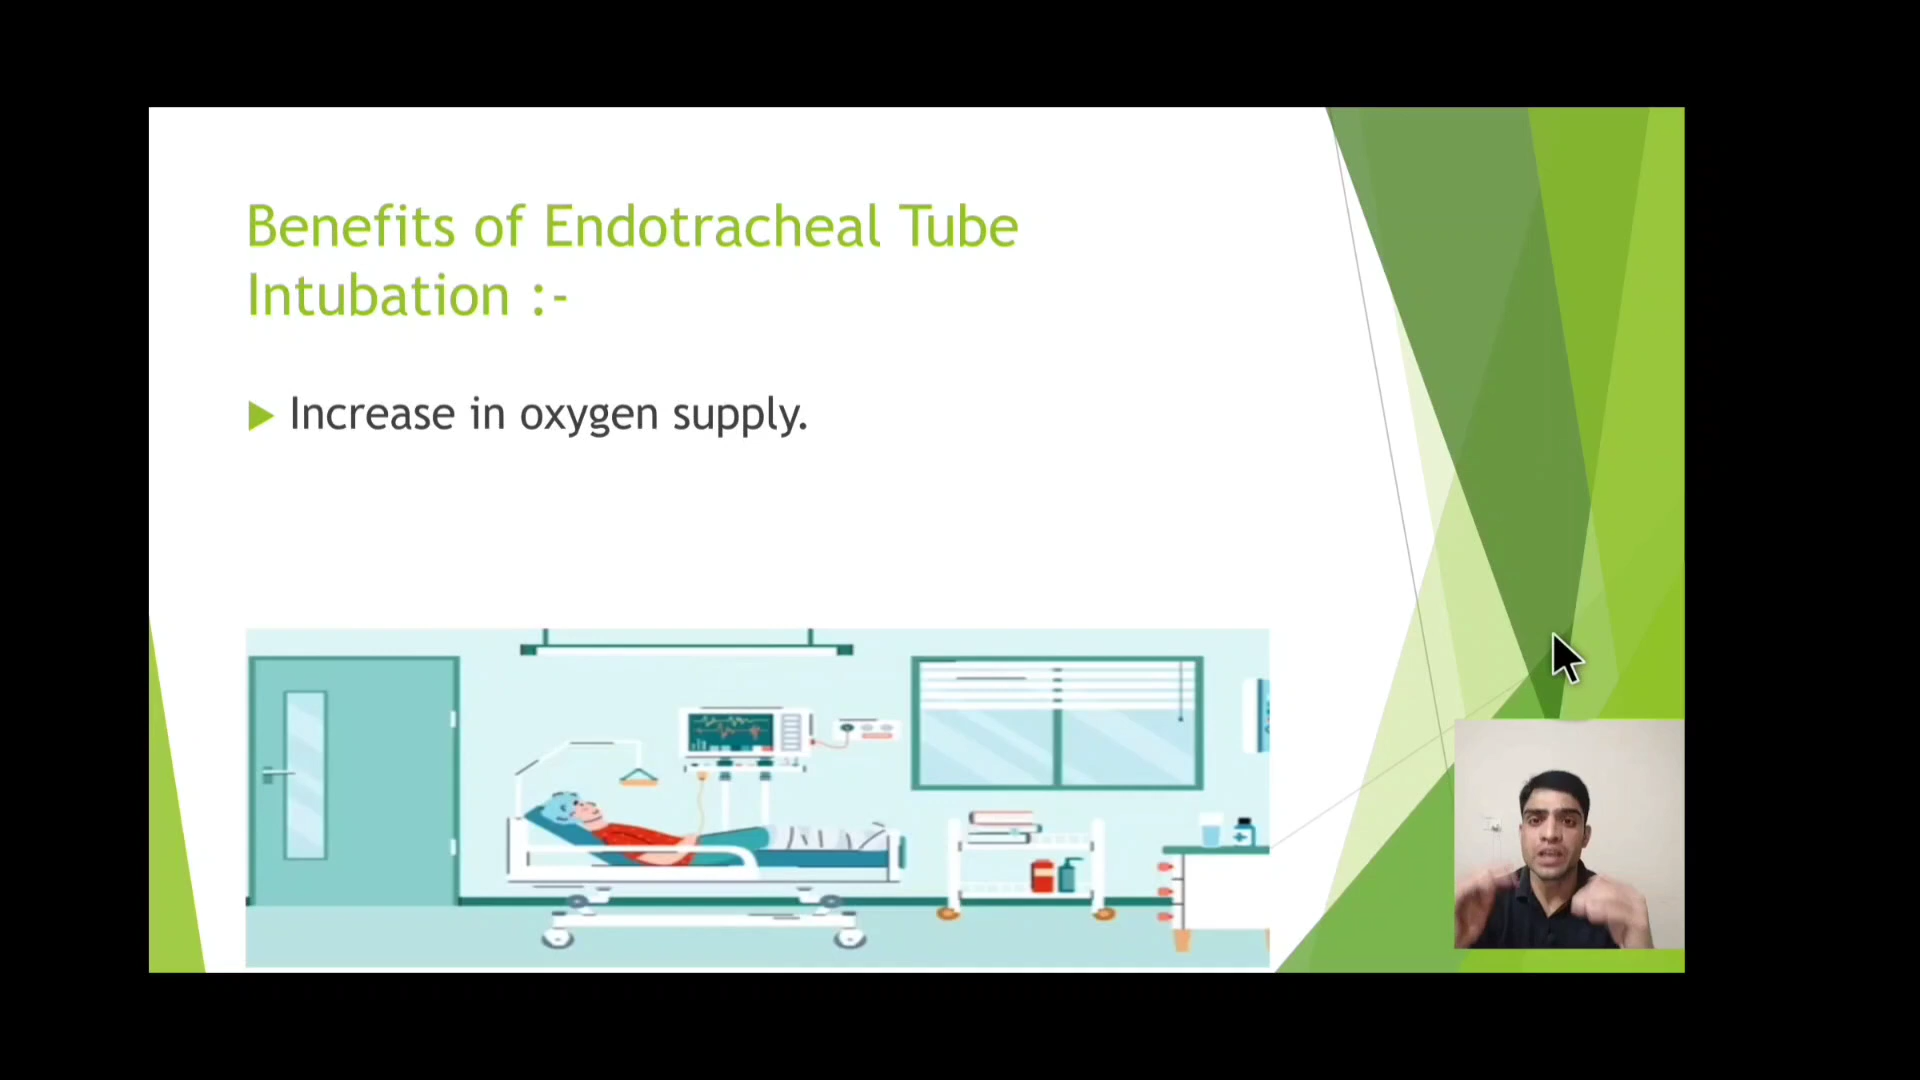 Benefits of Endotracheal Tube
Intubation :-
Increase in oxygen supply.